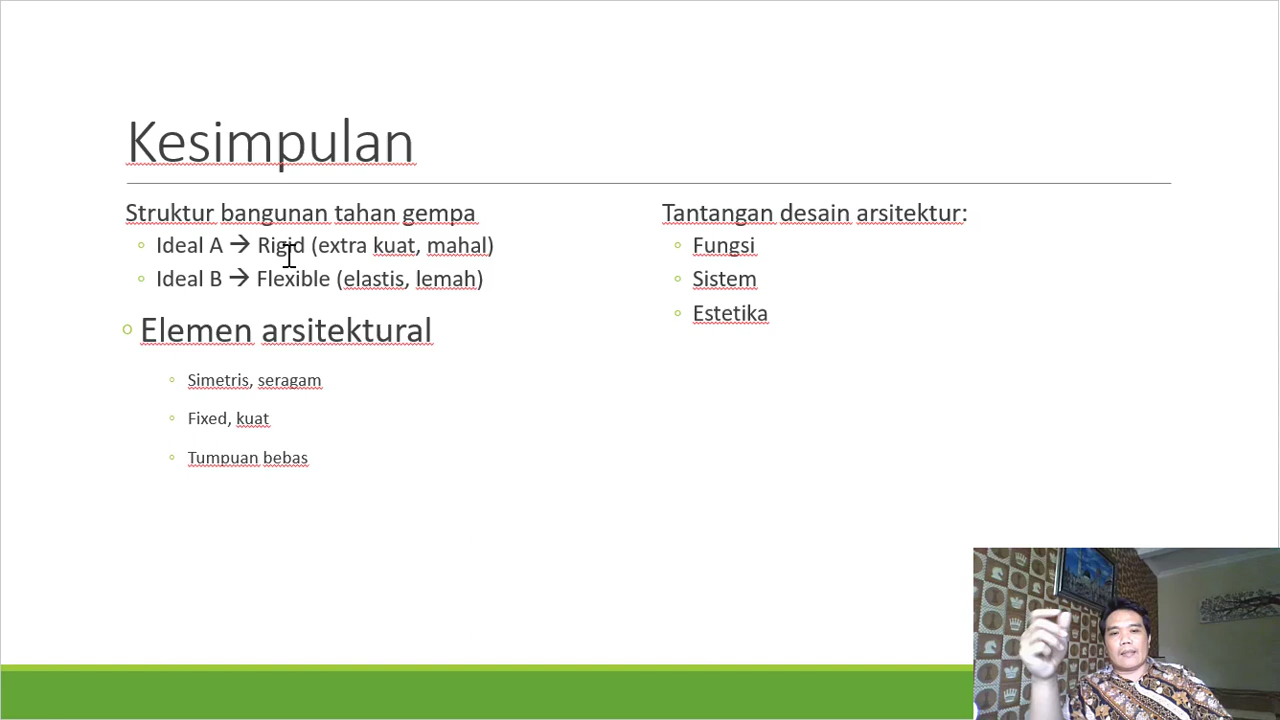 Kesimpulan
Struktur bangunan tahan gempa
Ideal A → Rigid (extra kuat, mahal)
Ideal B → Flexible (elastis, lemah)
Elemen arsitektural
Simetris, seragam
Fixed, kuat
Tumpuan bebas
Tantangan desain arsitektur:
Fungsi
Sistem
Estetika